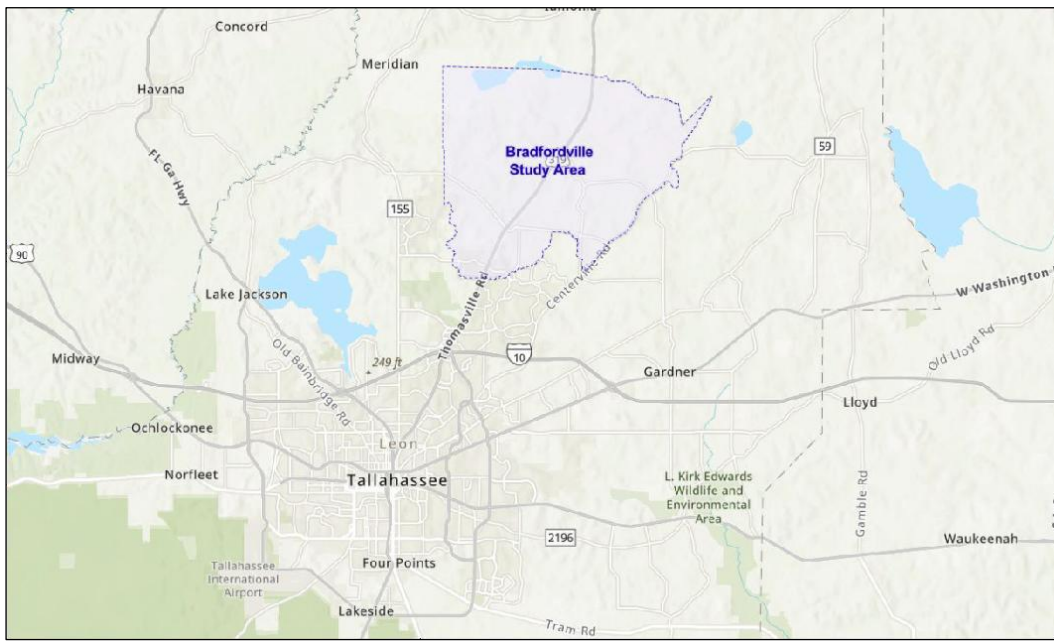 Concord
Meridian
Havana
FL-Ga Hwy
Bradfordville
319
Study Area
59
155
90
Lake Jackson
Thomasville Rd
Centerville Rd
W Washington
Midway
Old Bainbridge Rd
249 ft
10
Old Lloyd Rd
Gardner
Lloyd
Ochlockonee
Leon
Norfleet
Tallahassee
L. Kirk Edwards
Wildlife and
Environmental
Area
Gamble Rd
2196
Waukeenah
Four Points
Tallahassee
International
Airport
Lakeside
Tram Rd